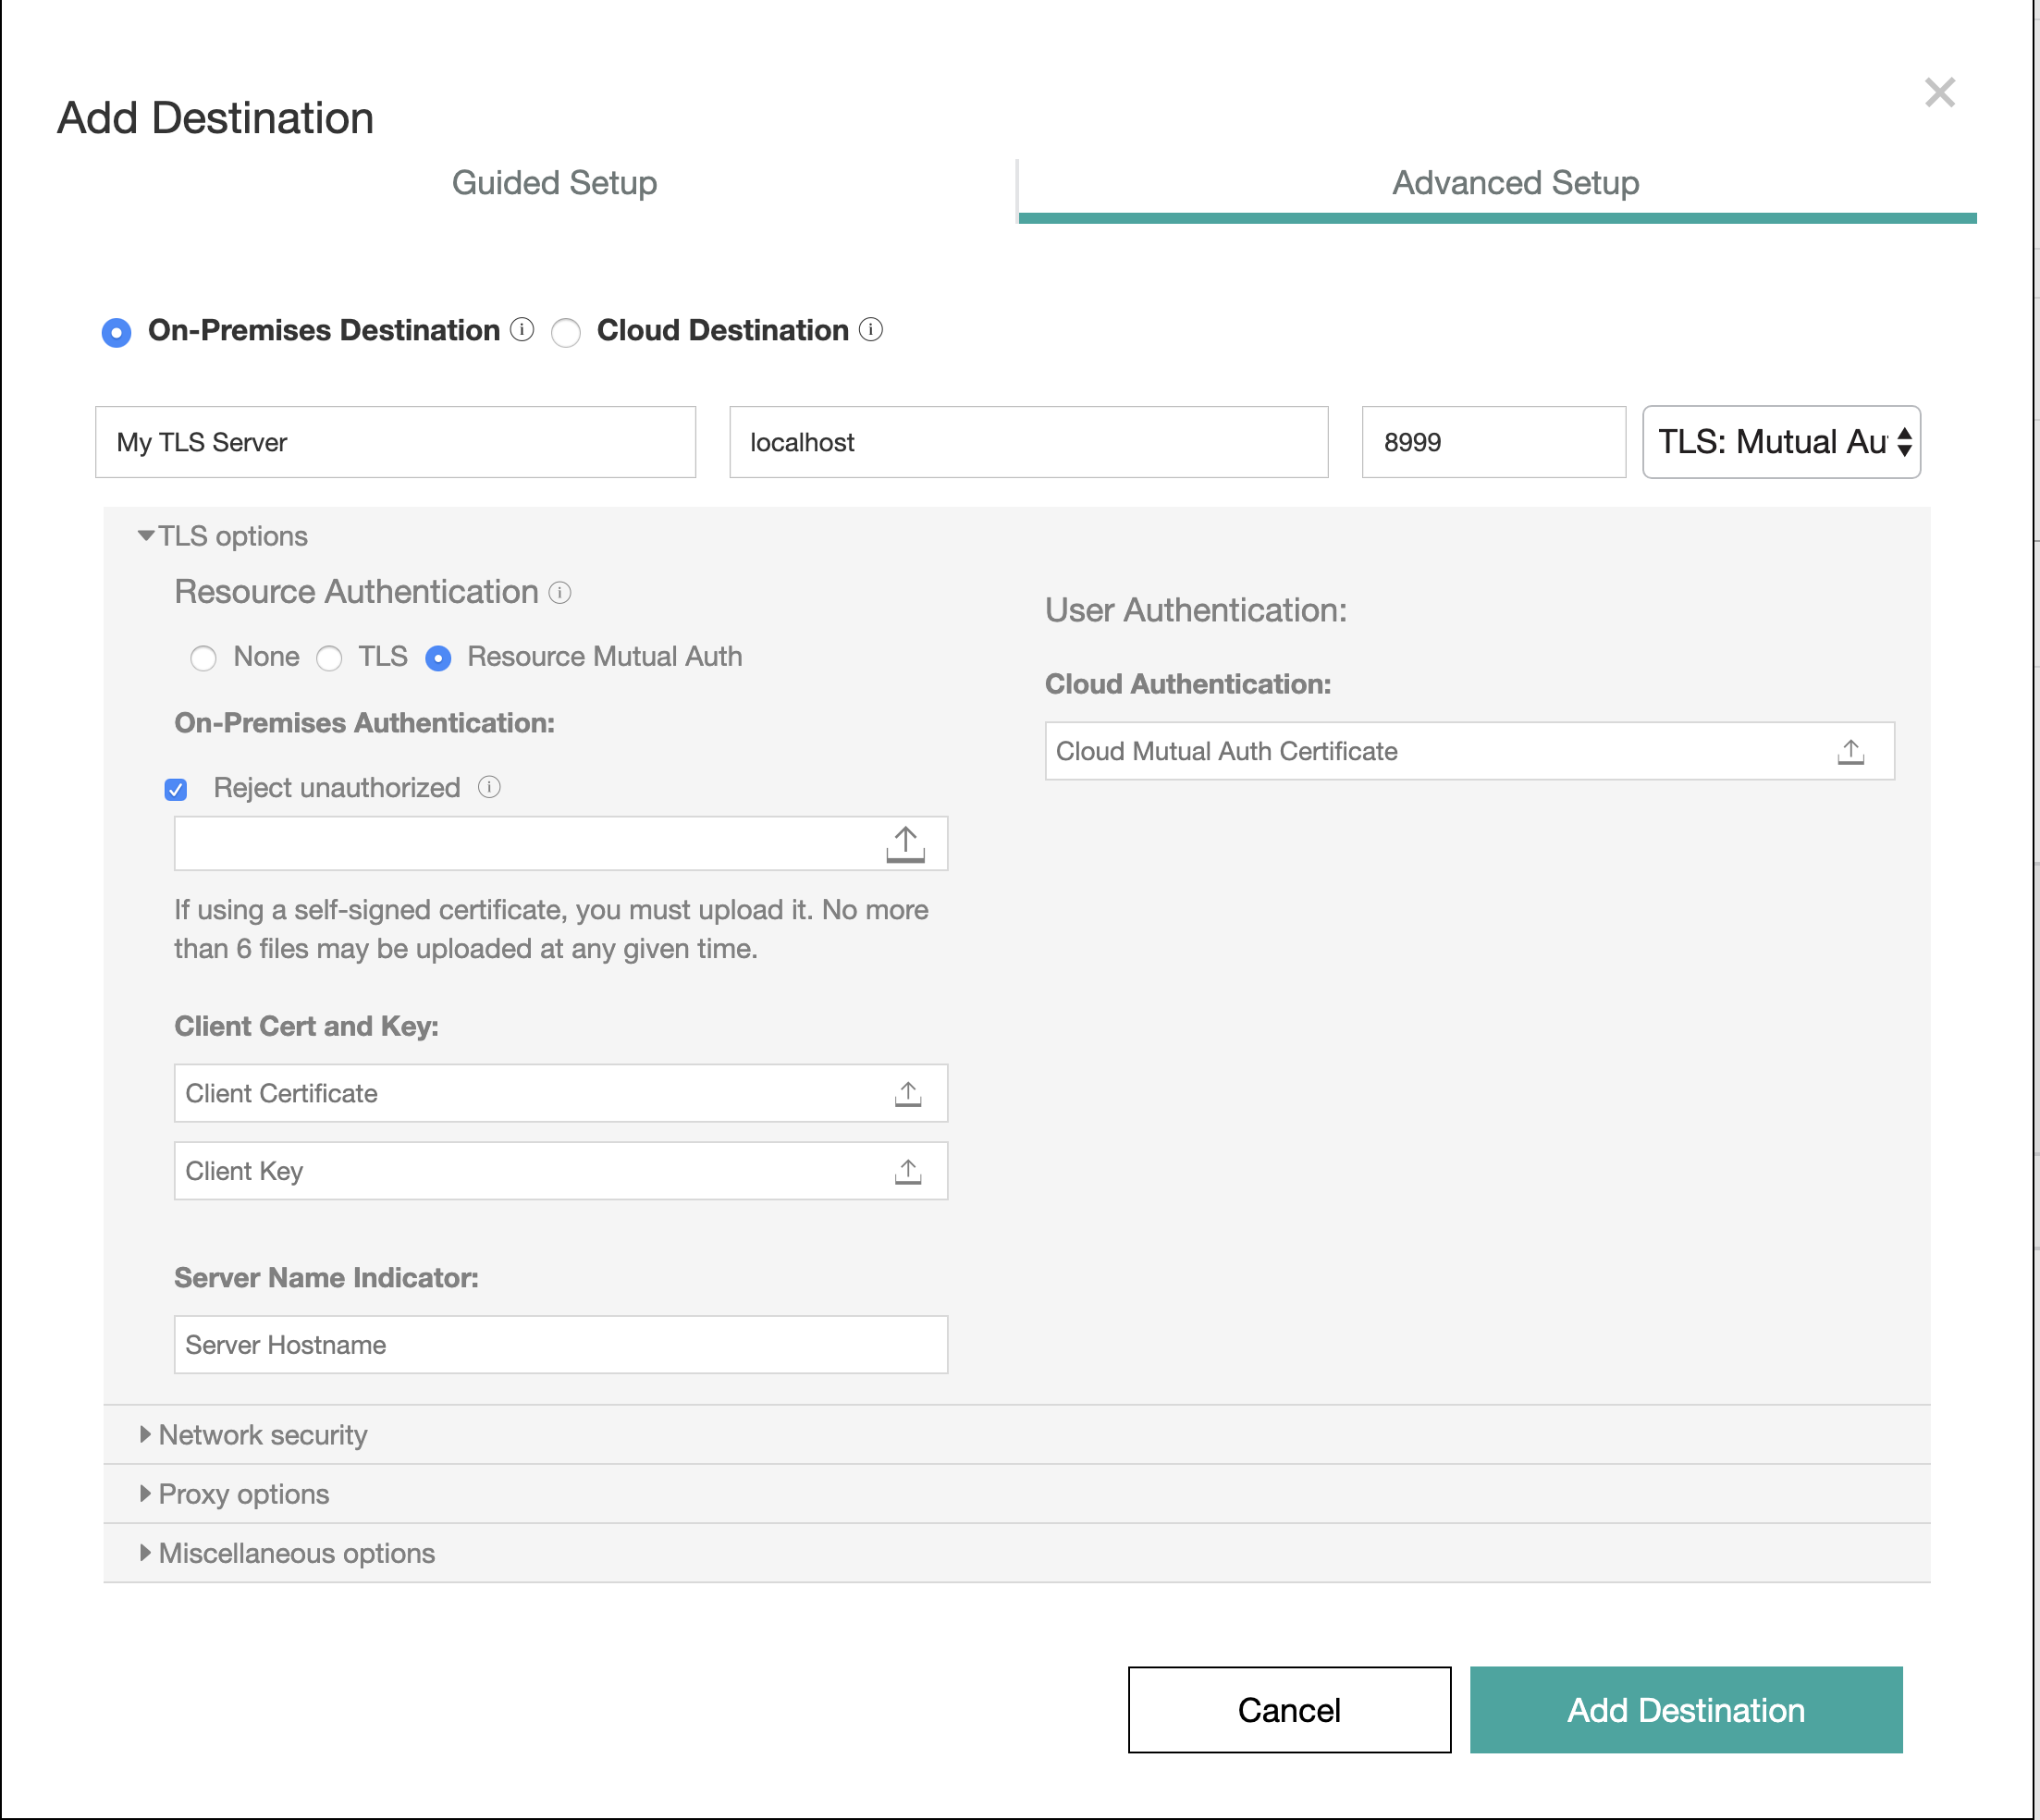 Add Destination
Guided Setup
Advanced Setup
On-Premises Destination Cloud Destination
My TLS Server
localhost
8999
TLS: Mutual Au
TLS options
Resource Authentication
None TLS Resource Mutual Auth
On-Premises Authentication:
Reject unauthorized
If using a self-signed certificate, you must upload it. No more
than 6 files may be uploaded at any given time.
Client Cert and Key:
Client Certificate
Client Key
Server Name Indicator:
Server Hostname
User Authentication:
Cloud Authentication:
Cloud Mutual Auth Certificate
Network security
Proxy options
Miscellaneous options
Cancel
Add Destination